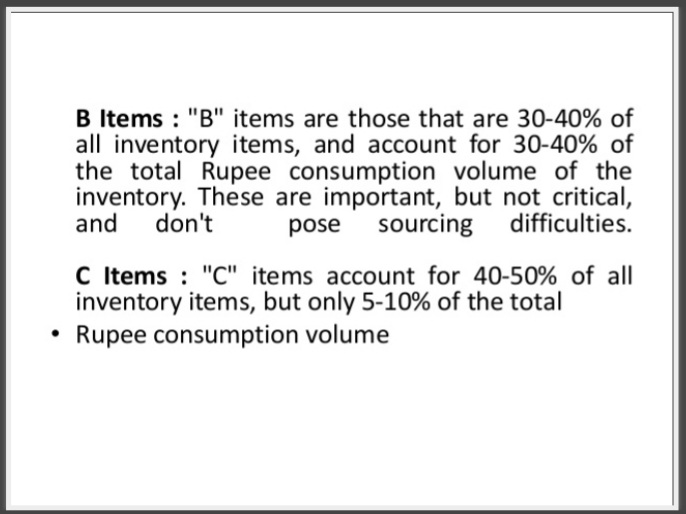 B Items : "B" items are those that are 30-40% of
all inventory items, and account for 30-40% of
the total Rupee consumption volume of the
inventory. These are important, but not critical,
and don't pose sourcing difficulties.
C Items : "C" items account for 40-50% of all
inventory items, but only 5-10% of the total
• Rupee consumption volume